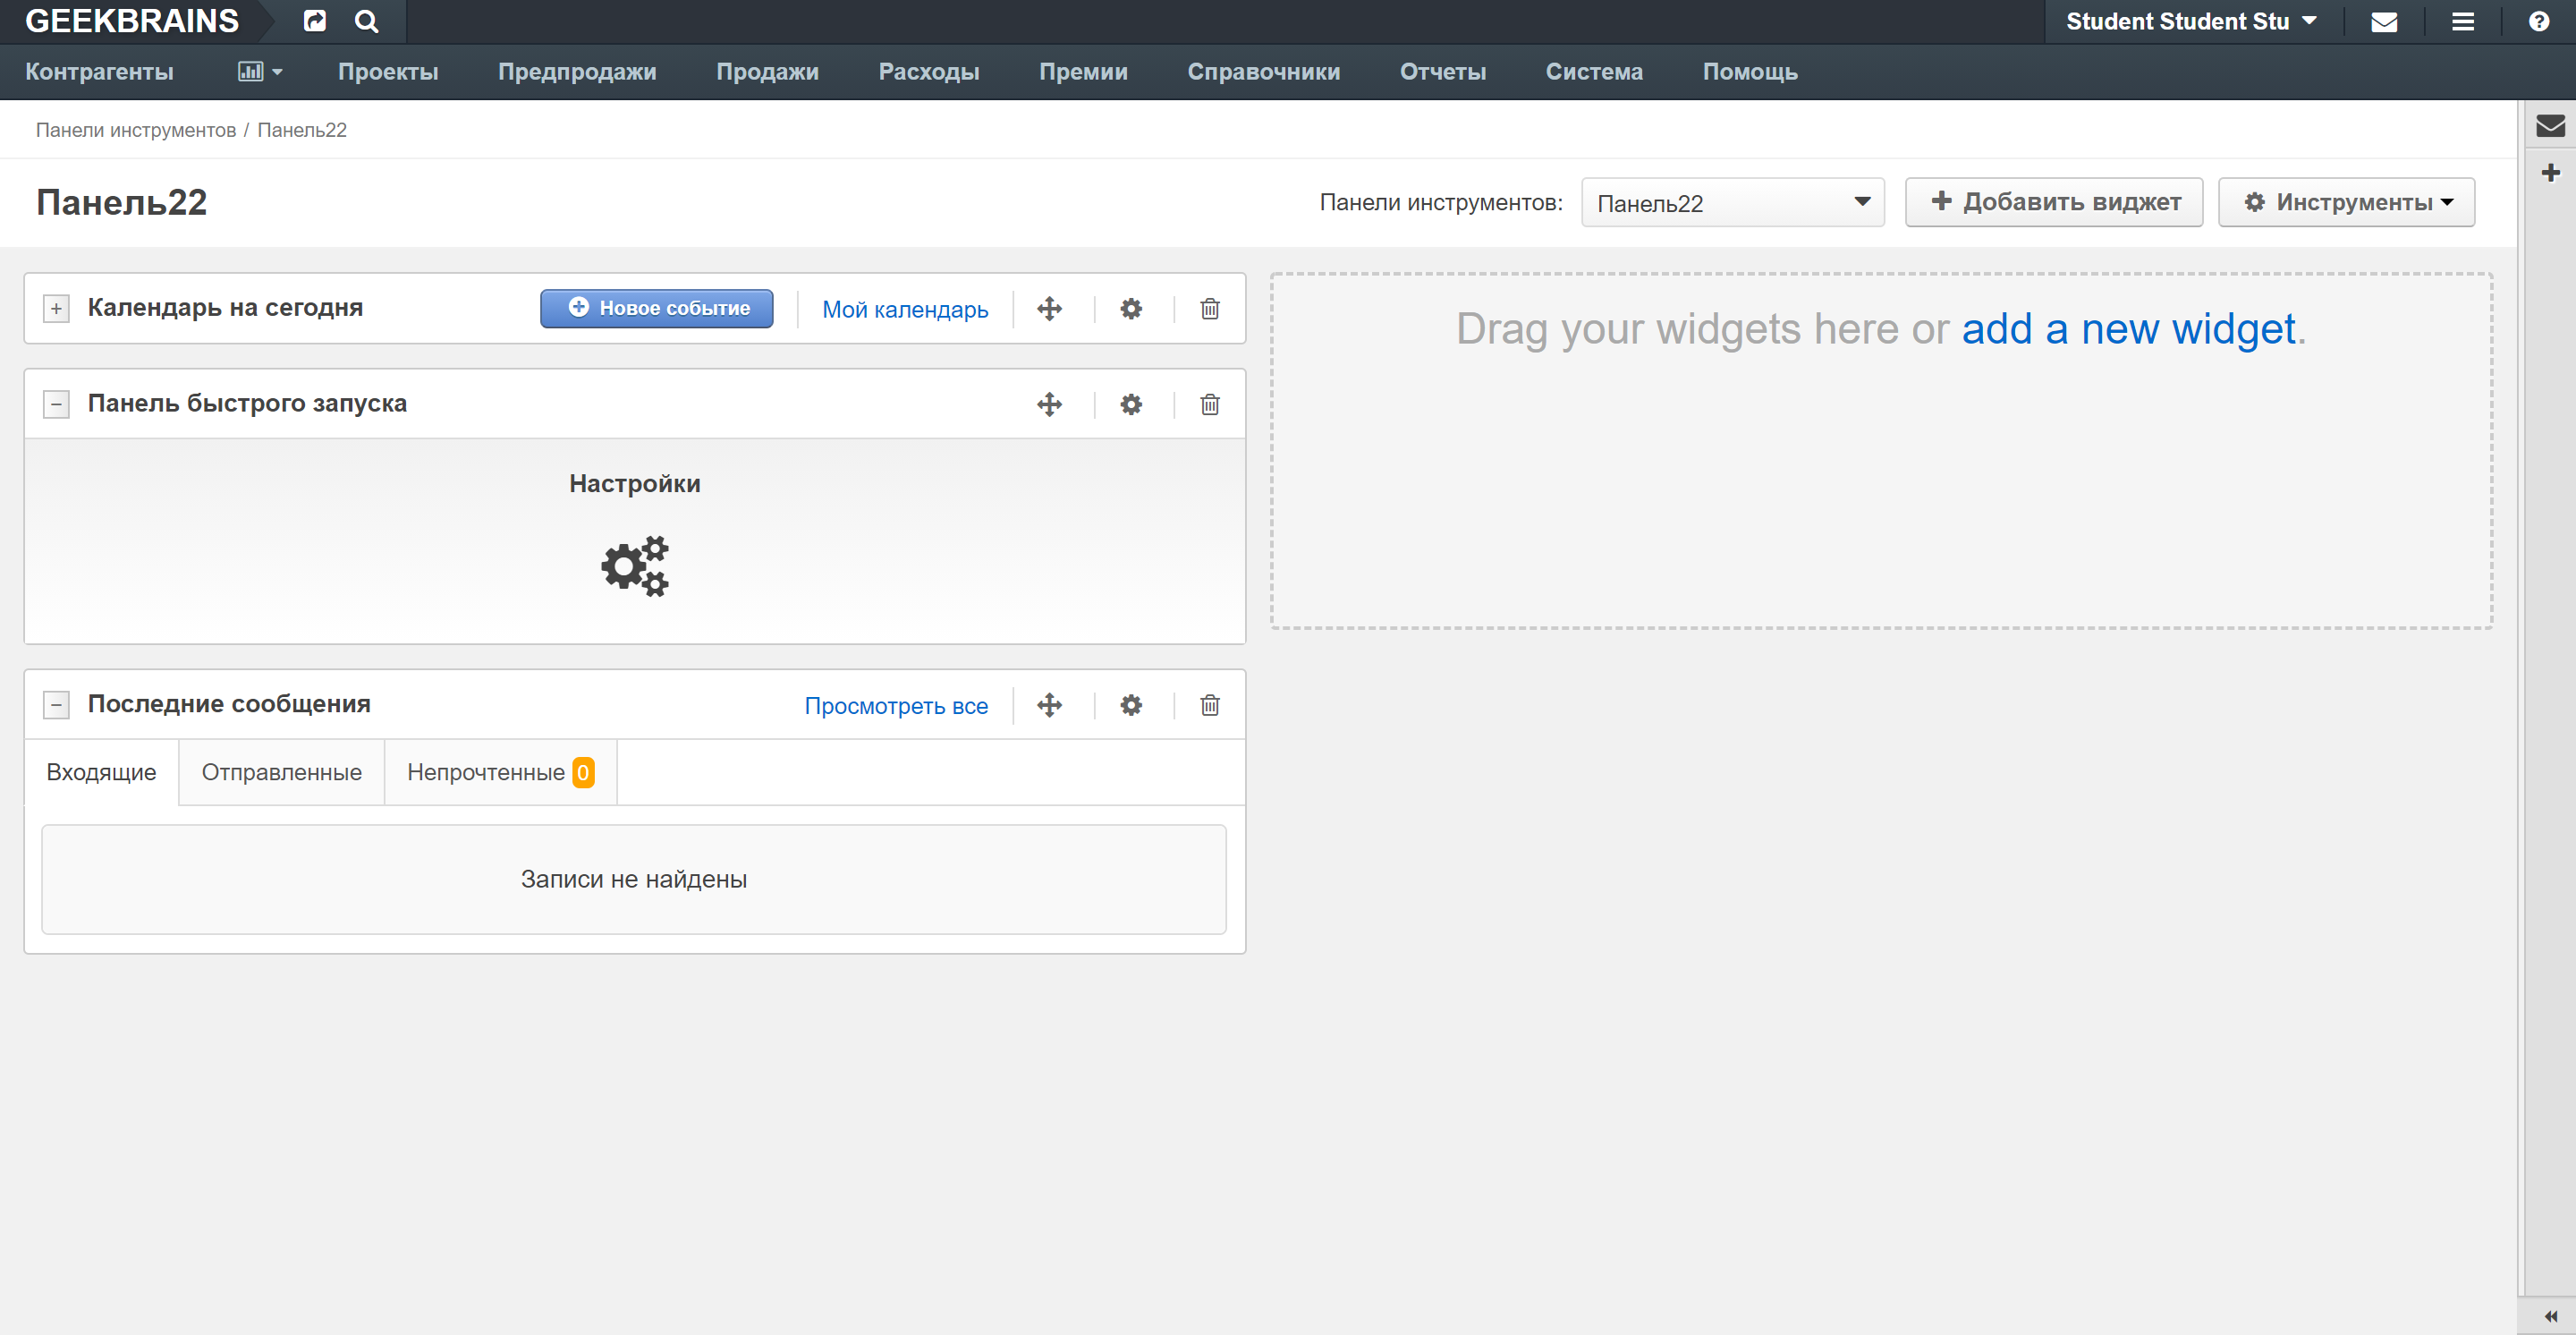 GEEKBRAINS
Student Student Stu
Контрагенты Проекты Предпродажи Продажи Расходы Премии Справочники Отчеты Система Помощь
Панели инструментов / Панель22
Панель22
Панели инструментов: Панель22 Добавить виджет Инструменты
Календарь на сегодня Новое событие Мой календарь
Drag your widgets here or add a new widget.
Панель быстрого запуска
Настройки
Последние сообщения Просмотреть все
Входящие Отправленные Непрочтенные 0
Записи не найдены